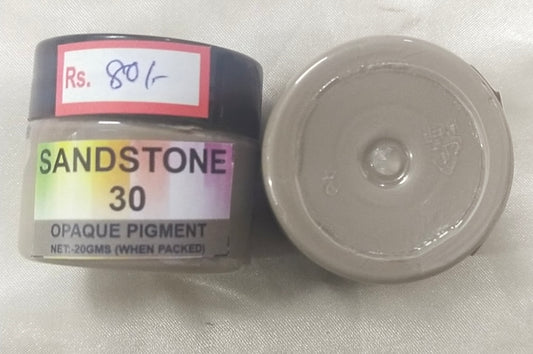 Rs. 80/-
SANDSTONE
30
OPAQUE PIGMENT
NET:-20GMS (WHEN PACKED)